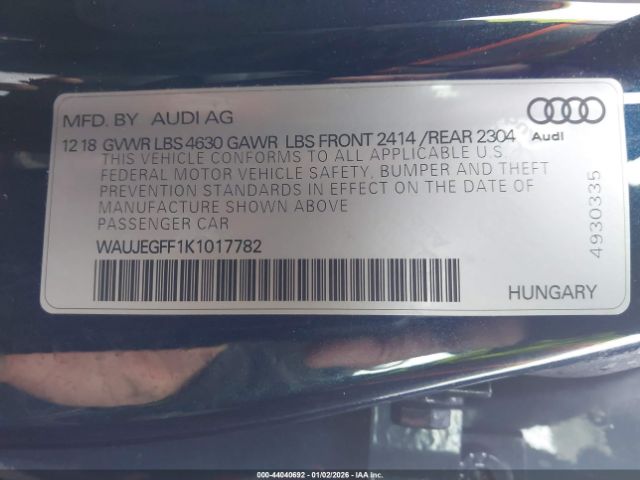 MFD. BY AUDI AG
12 18 GVWR LBS 4630 GAWR LBS FRONT 2414 / REAR 2304
Audi
THIS VEHICLE CONFORMS TO ALL APPLICABLE U.S.
FEDERAL MOTOR VEHICLE SAFETY, BUMPER AND THEFT
PREVENTION STANDARDS IN EFFECT ON THE DATE OF
MANUFACTURE SHOWN ABOVE
PASSENGER CAR
WAUJEGFF1K1017782
4930335
HUNGARY
000-44040692 - 01/02/2026 - IAAI.COM